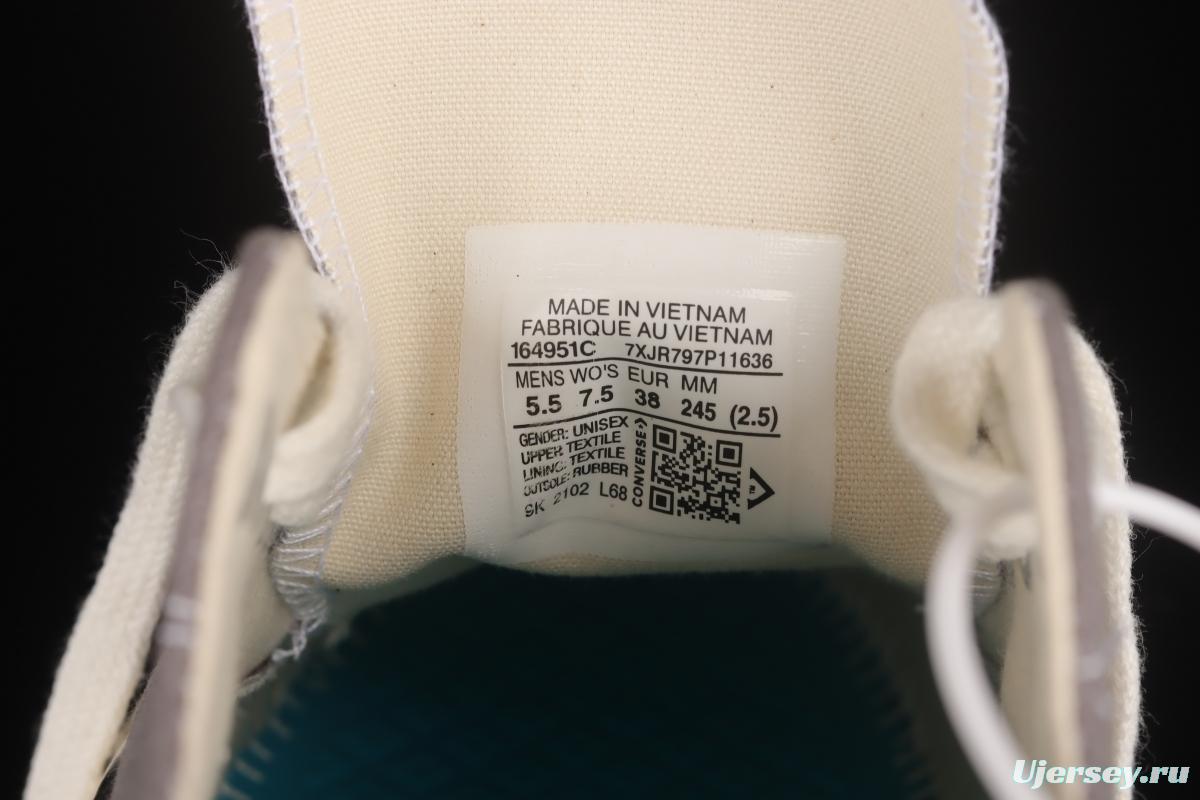 MADE IN VIETNAM
FABRIQUE AU VIETNAM
164951C 7XJR797P11636
MENS WO'S EUR MM
5.5 7.5 38 245 (2.5)
GENDER: UNISEX
UPPER: TEXTILE
LINING: TEXTILE
OUTSOLE: RUBBER
SK 2102 L68
CONVERSE
Ujersey.ru